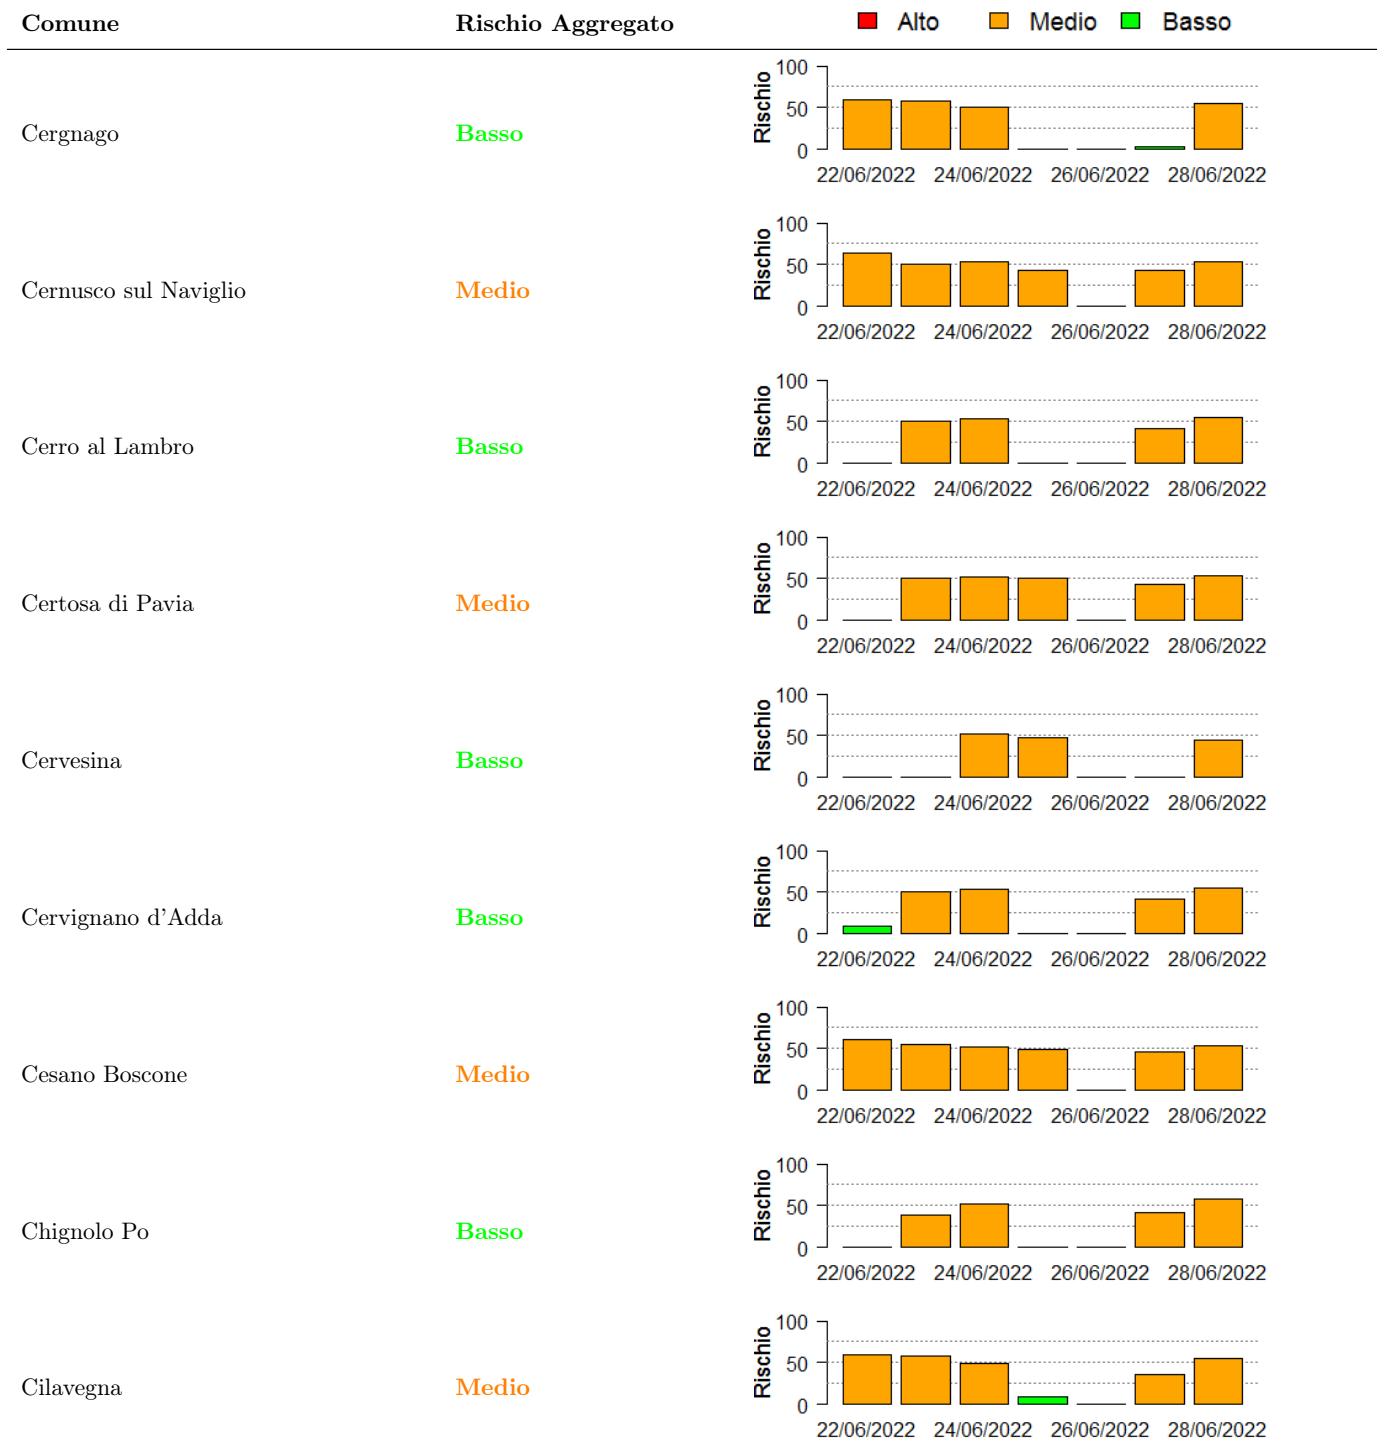 Comune Rischio Aggregato Alto Medio Basso
100
50
0
Rischio
Cergnago Basso
22/06/2022 24/06/2022 26/06/2022 28/06/2022
100
50
0
Rischio
Cernusco sul Naviglio Medio
22/06/2022 24/06/2022 26/06/2022 28/06/2022
100
50
0
Rischio
Cerro al Lambro Basso
22/06/2022 24/06/2022 26/06/2022 28/06/2022
100
50
0
Rischio
Certosa di Pavia Medio
22/06/2022 24/06/2022 26/06/2022 28/06/2022
100
50
0
Rischio
Cervesina Basso
22/06/2022 24/06/2022 26/06/2022 28/06/2022
100
50
0
Rischio
Cervignano d'Adda Basso
22/06/2022 24/06/2022 26/06/2022 28/06/2022
100
50
0
Rischio
Cesano Boscone Medio
22/06/2022 24/06/2022 26/06/2022 28/06/2022
100
50
0
Rischio
Chignolo Po Basso
22/06/2022 24/06/2022 26/06/2022 28/06/2022
100
50
0
Rischio
Cilavegna Medio
22/06/2022 24/06/2022 26/06/2022 28/06/2022